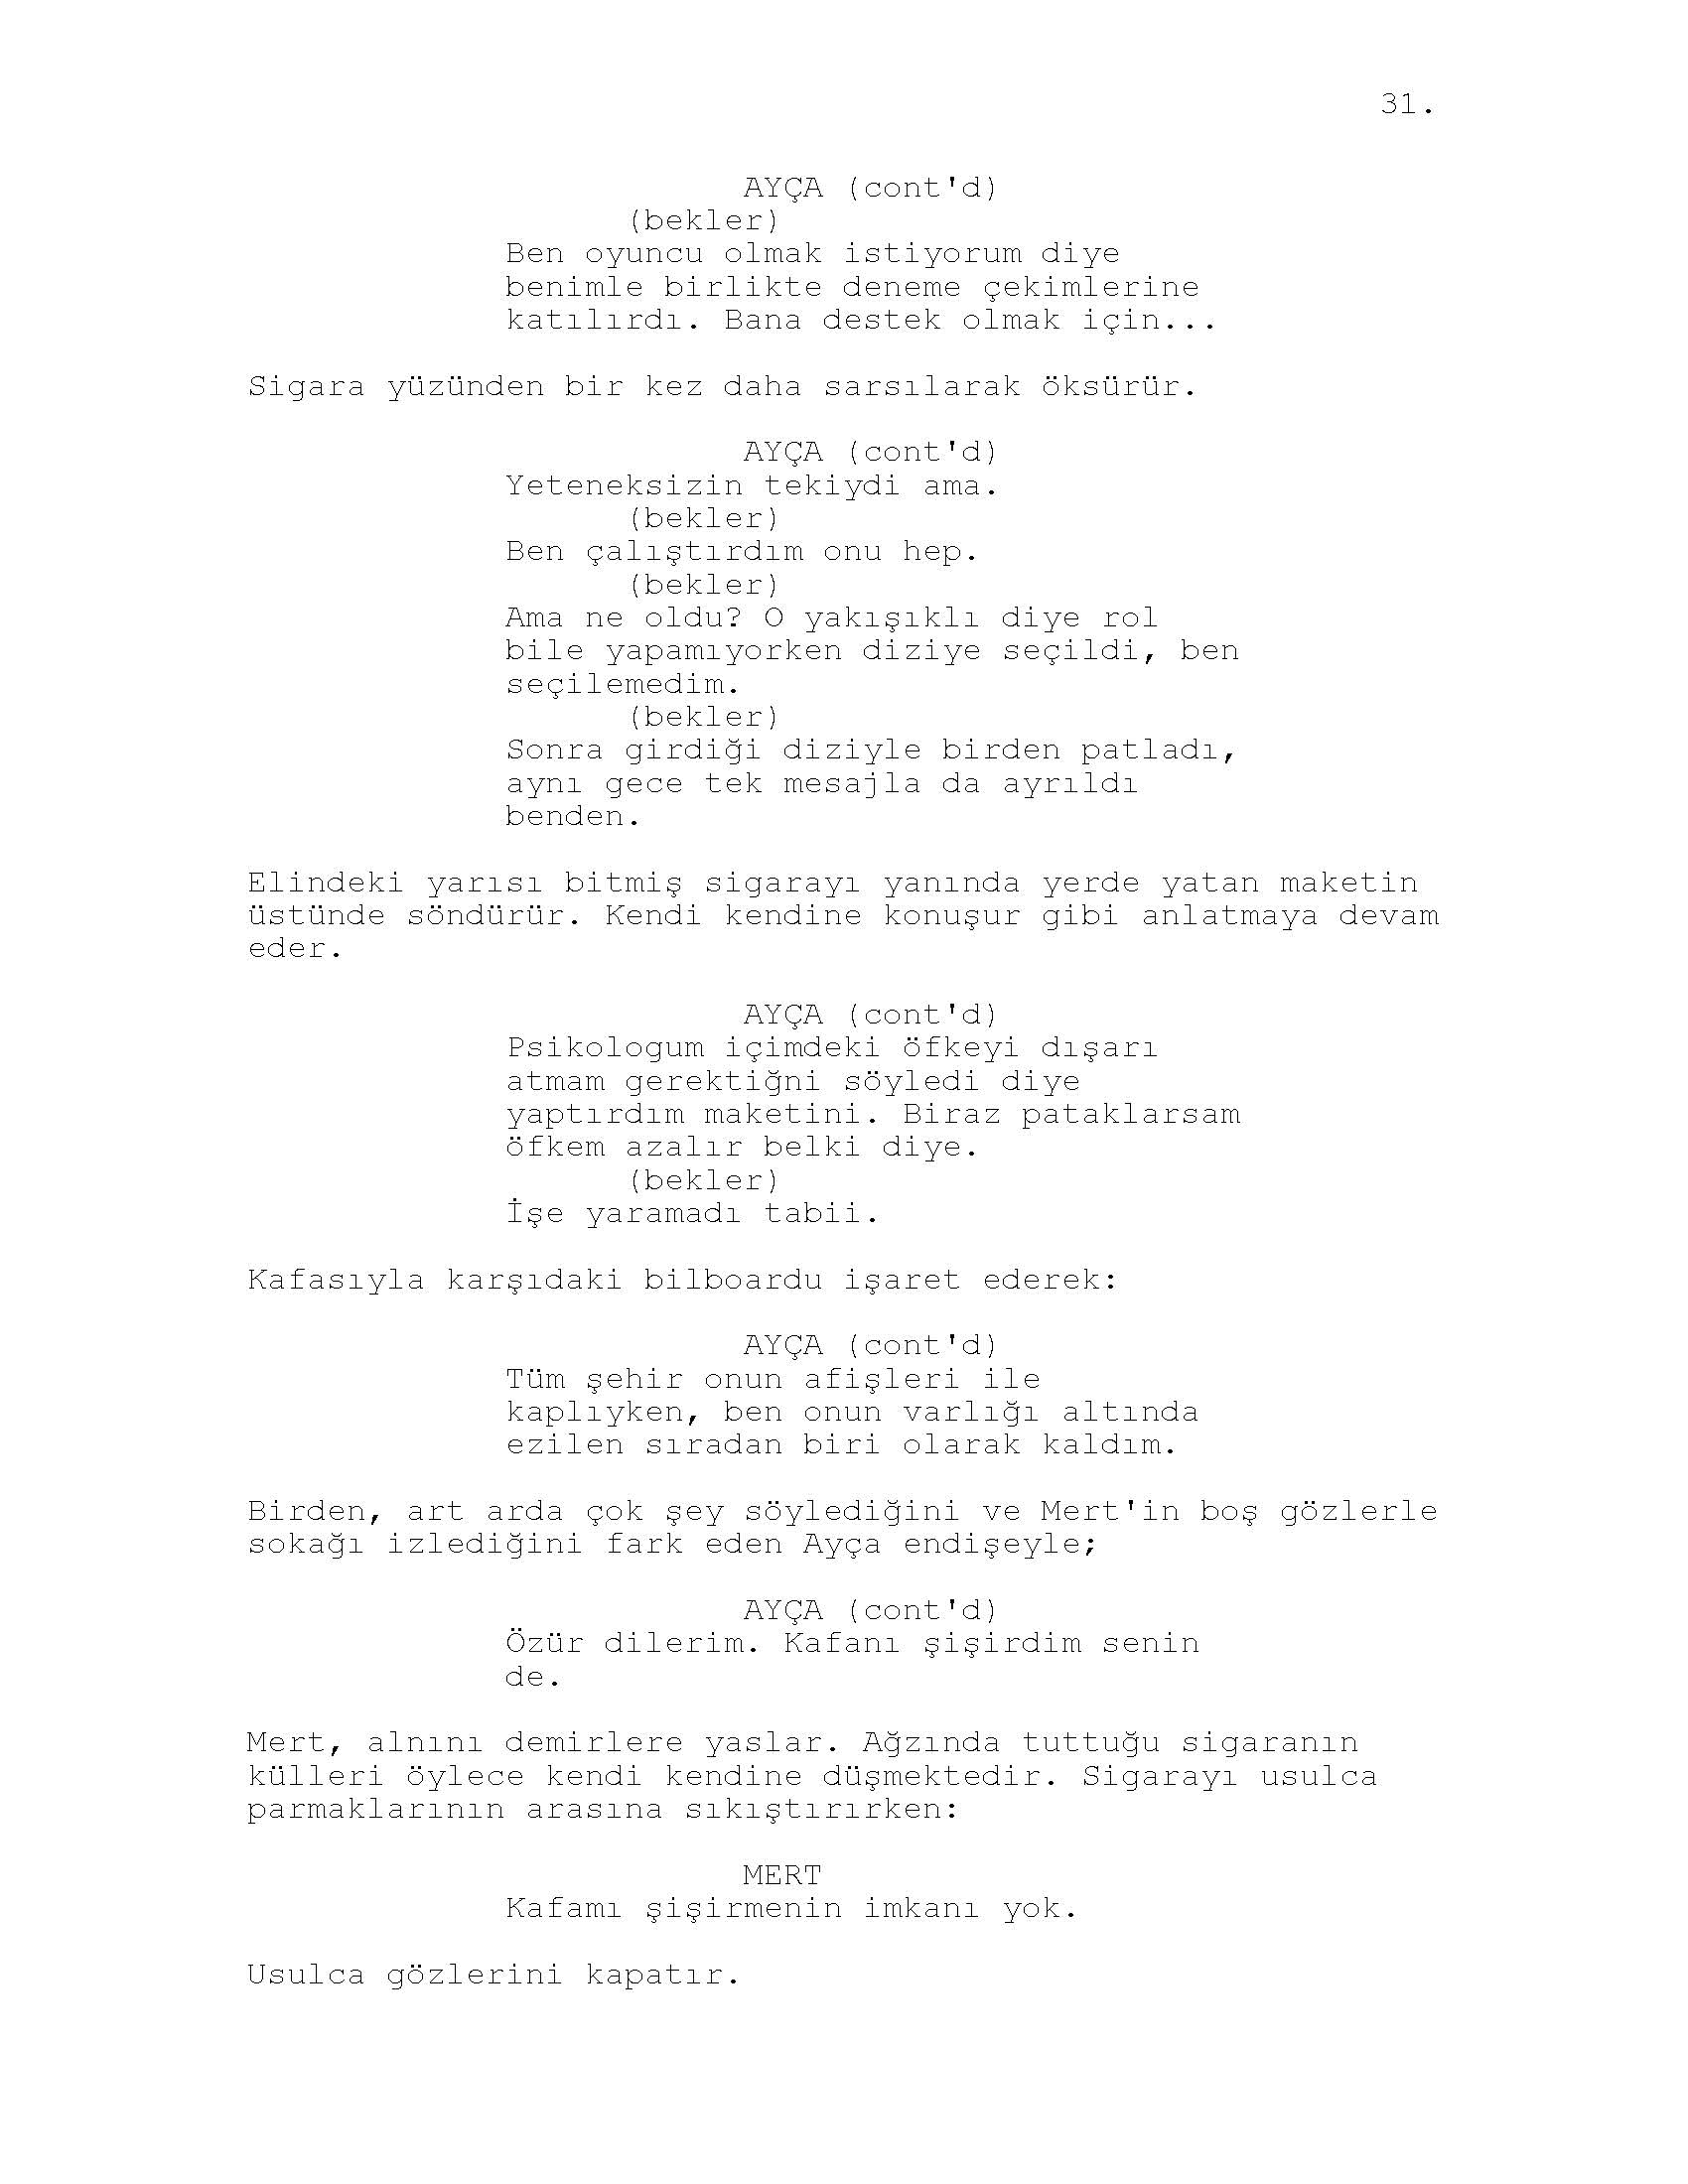 31.
AYÇA (cont'd)
(bekler)
Ben oyuncu olmak istiyorum diye
benimle birlikte deneme çekimlerine
katılırdı. Bana destek olmak için...
Sigara yüzünden bir kez daha sarsılarak öksürür.
AYÇA (cont'd)
Yeteneksizin tekiydi ama.
(bekler)
Ben çalıştırdım onu hep.
(bekler)
Ama ne oldu? O yakışıklı diye rol
bile yapamıyorken diziye seçildi, ben
seçilemedim.
(bekler)
Sonra girdiği diziyle birden patladı,
aynı gece tek mesajla da ayrıldı
benden.
Elindeki yarısı bitmiş sigarayı yanında yerde yatan maketin
üstünde söndürür. Kendi kendine konuşur gibi anlatmaya devam
eder.
AYÇA (cont'd)
Psikologum içimdeki öfkeyi dışarı
atmam gerektiğni söyledi diye
yaptırdım maketini. Biraz pataklarsam
öfkem azalır belki diye.
(bekler)
İşe yaramadı tabii.
Kafasıyla karşıdaki bilboardu işaret ederek:
AYÇA (cont'd)
Tüm şehir onun afişleri ile
kaplıyken, ben onun varlığı altında
ezilen sıradan biri olarak kaldım.
Birden, art arda çok şey söylediğini ve Mert'in boş gözlerle
sokağı izlediğini fark eden Ayça endişeyle;
AYÇA (cont'd)
Özür dilerim. Kafanı şişirdim senin
de.
Mert, alnını demirlere yaslar. Ağzında tuttuğu sigaranın
külleri öylece kendi kendine düşmektedir. Sigarayı usulca
parmaklarının arasına sıkıştırırken:
MERT
Kafamı şişirmenin imkanı yok.
Usulca gözlerini kapatır.